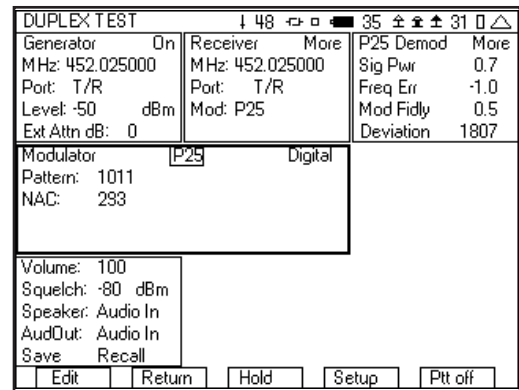 DUPLEX TEST 48 35 31
Generator On
MHz: 452.025000
Port: T/R
Level: -50 dBm
Ext Attn dB: 0
Receiver More
MHz: 452.025000
Port: T/R
Mod: P25
P25 Demod More
Sig Pwr 0.7
Freq Err -1.0
Mod Fidly 0.5
Deviation 1807
Modulator P25 Digital
Pattern: 1011
NAC: 293
Volume: 100
Squelch: -80 dBm
Speaker: Audio In
AudOut: Audio In
Save Recall
Edit Return Hold Setup Ptt off